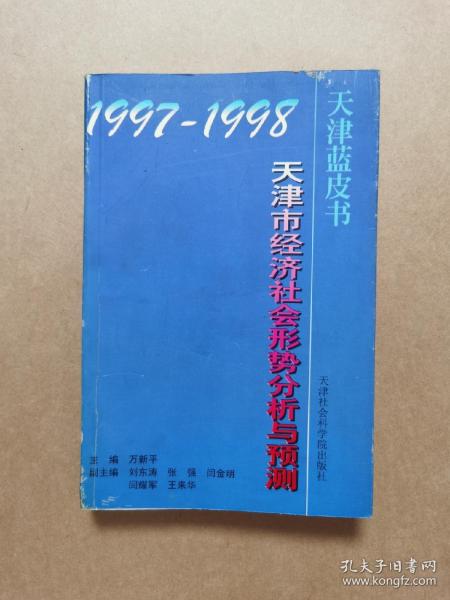 1997-1998
天津蓝皮书
天津市经济社会形势分析与预测
天津社会科学院出版社
主 编 万新平
副主编 刘东涛 张 强 闫金明
闫耀军 王来华
孔夫子旧书网
www.kongfz.com